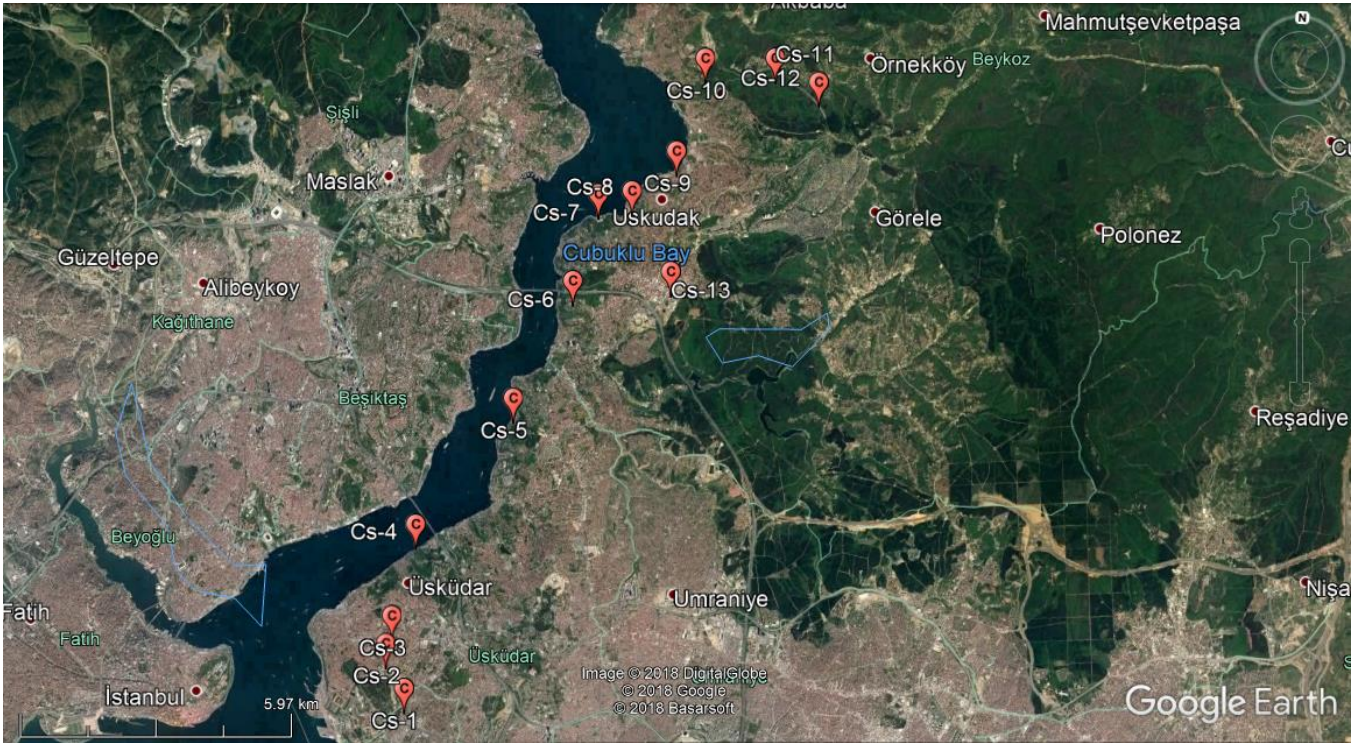 Akbaba
N
Mahmutşevketpaşa
Cs-11
Örnekköy
Beykoz
Cs-12
Cs-10
C
C
C
C
Şişli
Maslak
C
Cs-8
Cs-9
C
C
Cs-7
Uskudak
Görele
Polonez
Güzeltepe
Cubuklu Bay
Alibeykoy
C
Cs-13
C
Cs-6
Kağıthane
Beşiktaş
C
Cs-5
Reşadiye
C
Cs-4
Beyoğlu
Üsküdar
Umraniye
Nişa
Fatih
C
Fatih
C
Cs-3
Cs-2
Üsküdar
Image © 2018 DigitalGlobe
© 2018 Google
© 2018 Basarsoft
Ümraniye
İstanbul
5.97 km
C
Cs-1
Google Earth